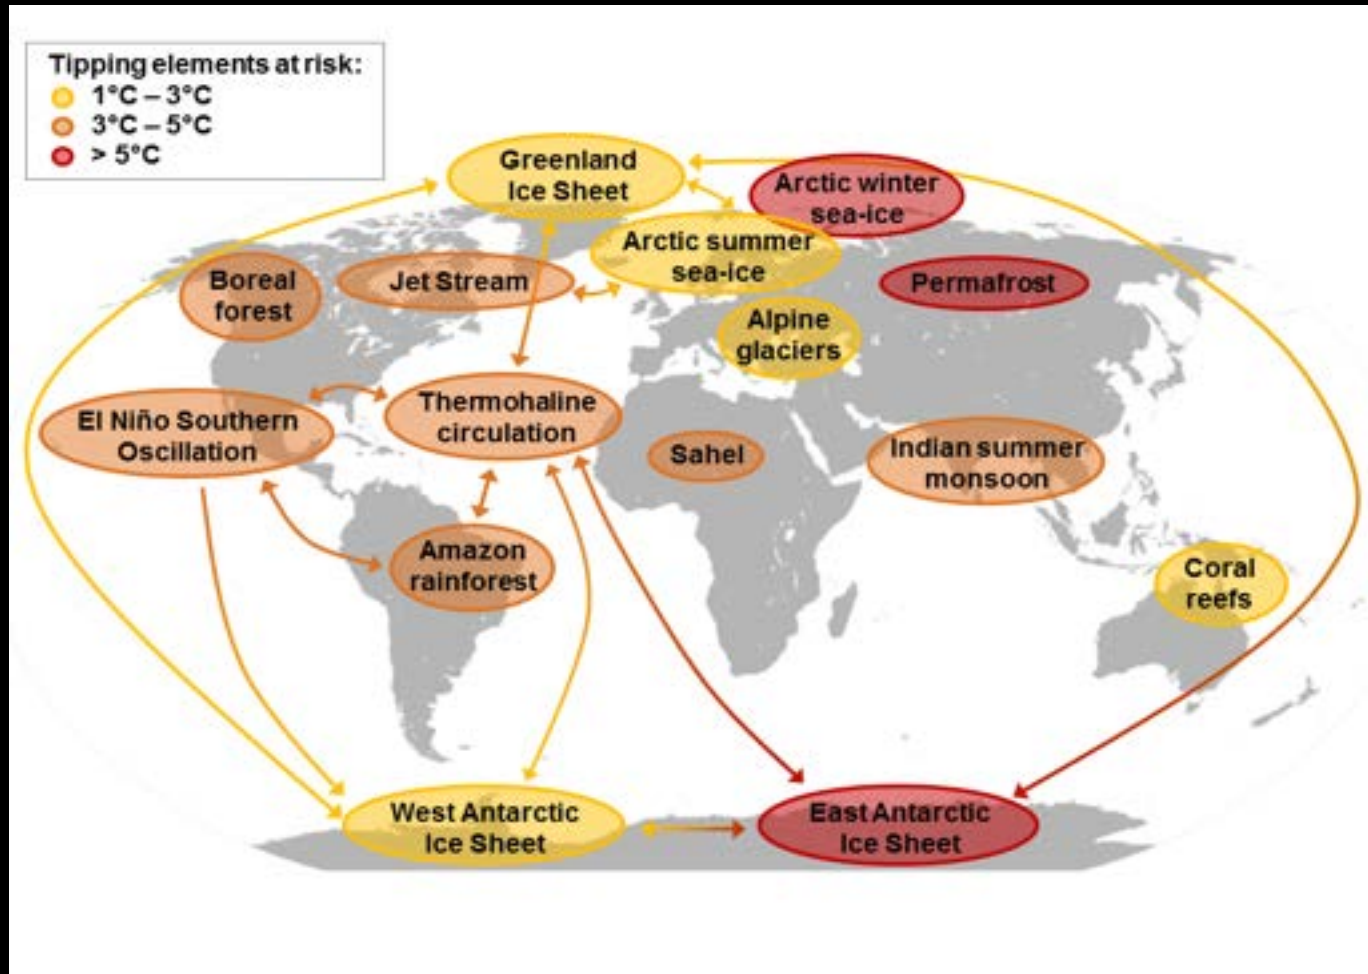 Tipping elements at risk:
1°C – 3°C
3°C – 5°C
> 5°C
Greenland
Ice Sheet
Arctic winter
sea-ice
Arctic summer
sea-ice
Boreal
forest
Jet Stream
Permafrost
Alpine
glaciers
El Niño Southern
Oscillation
Thermohaline
circulation
Sahel
Indian summer
monsoon
Amazon
rainforest
Coral
reefs
West Antarctic
Ice Sheet
East Antarctic
Ice Sheet